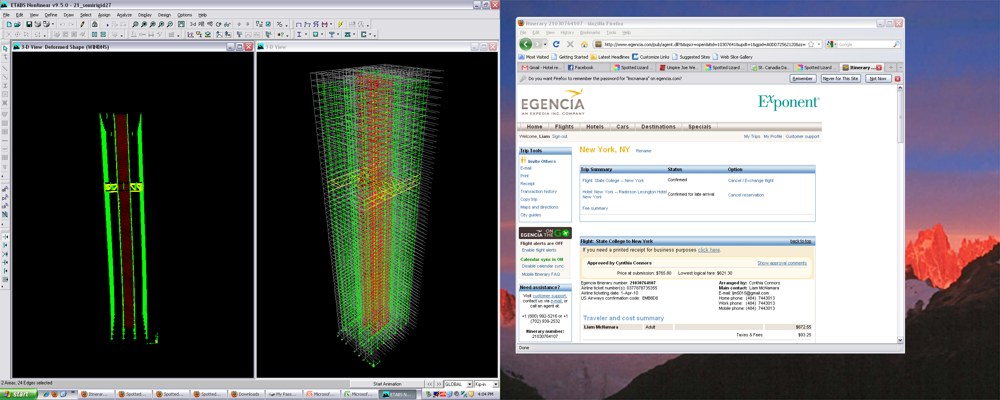 ETABS Nonlinear v9.5.0 - 21_semirigid27
File Edit View Define Draw Select Assign Analyze Display Design Options Help
3-d
3-D View Deformed Shape (WINDNS)
3-D View
all
ps
clr
2 Areas, 24 Edges selected
Start Animation
<< >>
GLOBAL
Kip-in
start
Itinerar...
Spotted...
Spotted...
Spotted...
Downloads
My Pass...
Microsof...
Microsof...
ETABS N...
4:04 PM
Itinerary 21030764107 - Mozilla Firefox
File Edit View History Bookmarks Tools Help
http://www.egencia.com/pub/agent.dll?&&qscr=open&itid=10307641&updt=1&gpid=A0DD72562120&zz=
Google
Most Visited Getting Started Latest Headlines Customize Links Suggested Sites Web Slice Gallery
Gmail - Hotel re...
Facebook
Spotted Lizard ...
Umpire Joe We...
Spotted Lizard ...
St. Canadia Da...
Spotted Lizard ...
Itinerary ...
Do you want Firefox to remember the password for "lmcnamara" on egencia.com?
Remember
Never for This Site
Not Now
EGENCIA
AN EXPEDIA INC. COMPANY
Exponent®
Home Flights Hotels Cars Destinations Specials
Welcome, Liam Sign out
My Trips My Profile Customer support
Trip Tools
Invite Others
E-mail
Print
Receipt
Transaction history
Copy trip
Maps and directions
City guides
EGENCIA ON THE GO
Flight alerts are OFF
Enable flight alerts
Calendar sync is ON
Disable calendar sync
Mobile Itinerary FAQ
Need assistance?
Visit customer support,
contact us via e-mail, or
call an agent at:
+1 (800) 992-5216 or +1
(702) 939-2532
Itinerary number:
21030764107
New York, NY Rename
Trip Summary Status Option
Flight: State College -- New York Confirmed Cancel / Exchange flight
Hotel: New York -- Radisson Lexington Hotel
New York
Confirmed for late arrival Cancel reservation
Fee summary
Flight: State College to New York back to top
If you need a printed receipt for business purposes click here.
Approved by Cynthia Connors Show approval comments
Price at submission: $765.80 Lowest logical fare: $621.30
Egencia itinerary number: 21030764107
Airline ticket number(s): 0377878735355
Airline ticketing date: 1-Apr-10
US Airways confirmation code: EMB8D8
Arranged by: Cynthia Connors
Main contact: Liam McNamara
E-mail: ljm5015@gmail.com
Home phone: (484) 7443013
Work phone: (484) 7443013
Mobile phone: (484) 7443013
Traveler and cost summary
Liam McNamara Adult $672.55
Taxes & Fees $93.25
Done